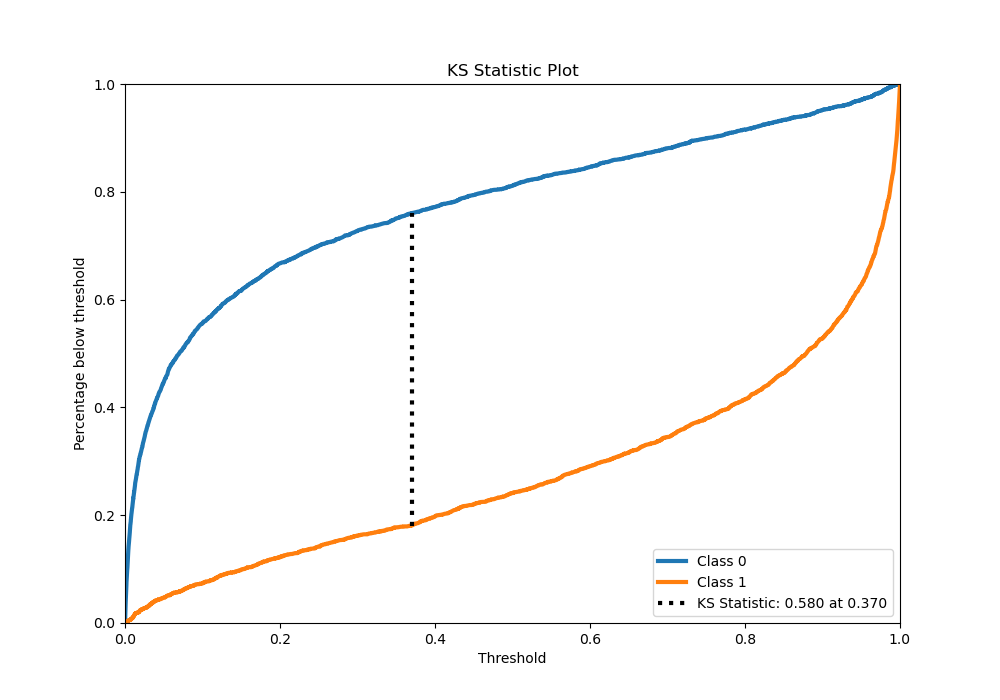 KS Statistic Plot
1.0
0.8
0.6
0.4
0.2
0.0
Percentage below threshold
0.0 0.2 0.4 0.6 0.8 1.0
Threshold
Class 0
Class 1
KS Statistic: 0.580 at 0.370